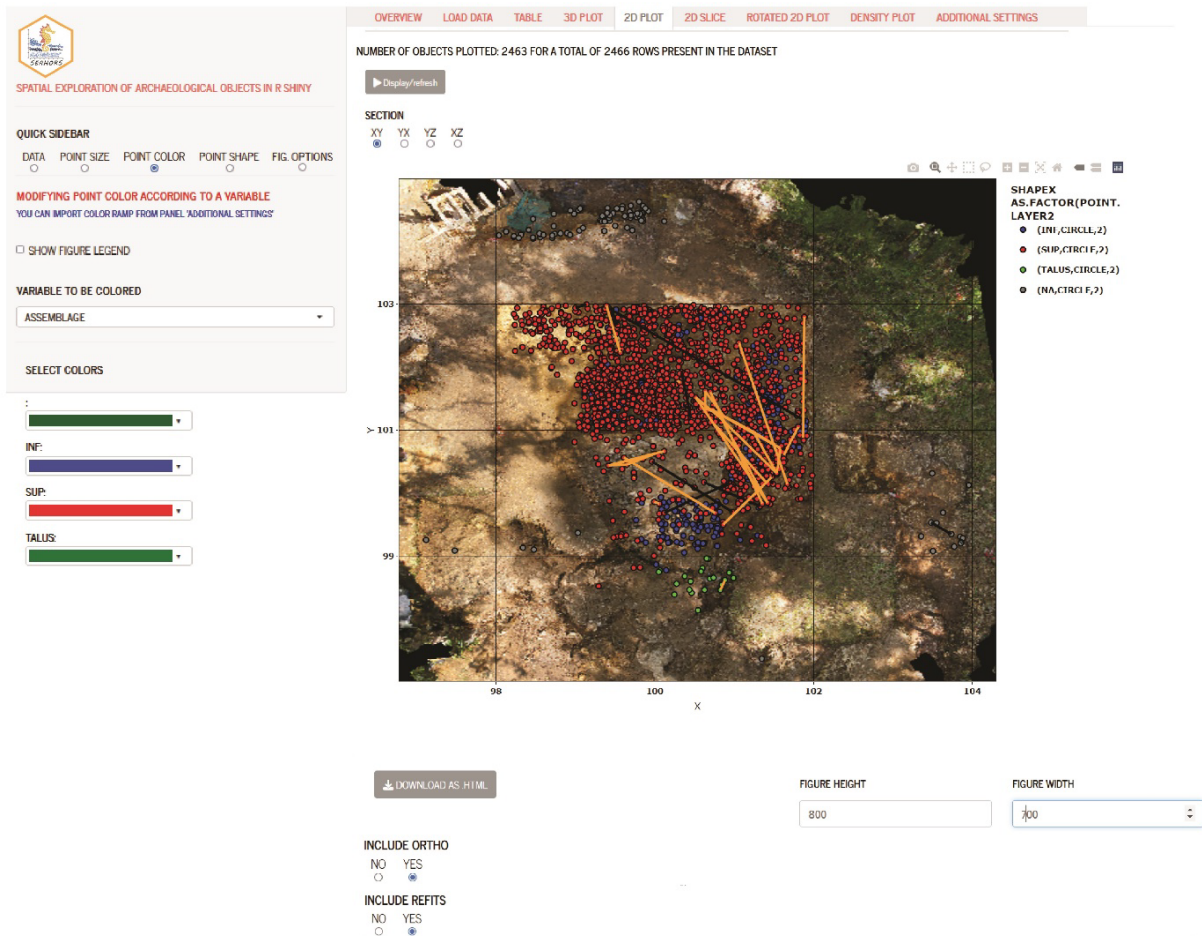 OVERVIEW LOAD DATA TABLE 3D PLOT 2D PLOT 2D SLICE ROTATED 2D PLOT DENSITY PLOT ADDITIONAL SETTINGS
SEAHORS
SPATIAL EXPLORATION OF ARCHAEOLOGICAL OBJECTS IN R SHINY
QUICK SIDEBAR
DATA POINT SIZE POINT COLOR POINT SHAPE FIG. OPTIONS
MODIFYING POINT COLOR ACCORDING TO A VARIABLE
YOU CAN IMPORT COLOR RAMP FROM PANEL 'ADDITIONAL SETTINGS'
SHOW FIGURE LEGEND
VARIABLE TO BE COLORED
ASSEMBLAGE
SELECT COLORS
:
INF:
SUP:
TALUS:
NUMBER OF OBJECTS PLOTTED: 2463 FOR A TOTAL OF 2466 ROWS PRESENT IN THE DATASET
Display/refresh
SECTION
XY YX YZ XZ
SHAPEX
AS.FACTOR(POINT.
LAYER2
(INF,CIRCLE,2)
(SUP,CIRCLE,2)
(TALUS,CIRCLE,2)
(NA,CIRCLE,2)
103
Y 101
99
98 100 102 104
X
DOWNLOAD AS .HTML
FIGURE HEIGHT FIGURE WIDTH
800 700
INCLUDE ORTHO
NO YES
INCLUDE REFITS
NO YES